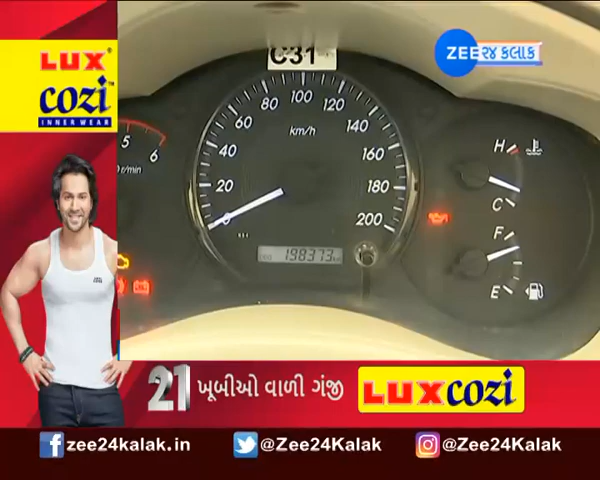 LUX
cozi™
INNER WEAR
C31
ZEE ૨૪ કલાક
5
6
r/min
0
20
40
60
80
100
120
140
160
180
200
km/h
198373
H
C
F
E
21 ખૂબીઓ વાળી ગંજી
LUX cozi
zee24kalak.in
@Zee24Kalak
@Zee24Kalak